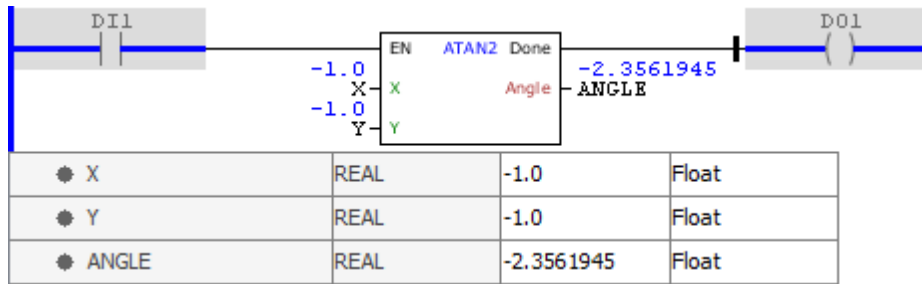 DI1 DO1
EN ATAN2 Done
-1.0 -2.3561945
X X Angle ANGLE
-1.0
Y Y
X REAL -1.0 Float
Y REAL -1.0 Float
ANGLE REAL -2.3561945 Float